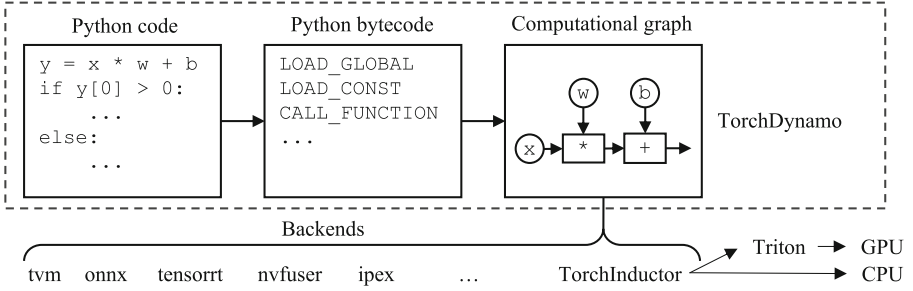 Python code
y = x * w + b
if y[0] > 0:
...
else:
...
Python bytecode
LOAD_GLOBAL
LOAD_CONST
CALL_FUNCTION
...
Computational graph
w b
x * +
TorchDynamo
Backends
tvm onnx tensorrt nvfuser ipex ... TorchInductor
Triton GPU
CPU